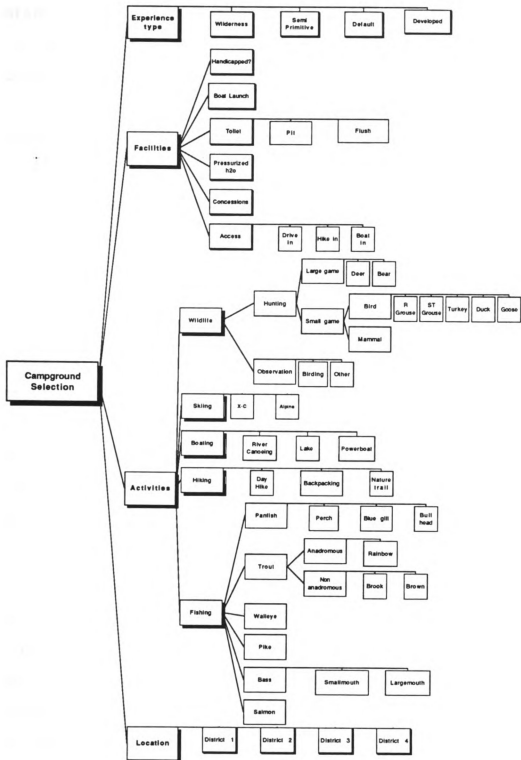 Experience
type
Wilderness
Semi
Primitive
Default
Developed
Handicapped?
Boat Launch
Facilities
Toilet
Pit
Flush
Pressurized
h2o
Concessions
Access
Drive
in
Hike in
Boat
in
Campground
Selection
Activities
Wildlife
Hunting
Large game
Deer
Bear
Small game
Bird
R
Grouse
ST
Grouse
Turkey
Duck
Goose
Mammal
Observation
Birding
Other
Skiing
X-C
Alpine
Boating
River
Canoeing
Lake
Powerboat
Hiking
Day
Hike
Backpacking
Nature
trail
Fishing
Panfish
Perch
Blue gill
Bull
head
Trout
Anadromous
Rainbow
Non
anadromous
Brook
Brown
Walleye
Pike
Bass
Smallmouth
Largemouth
Salmon
Location
District 1
District 2
District 3
District 4